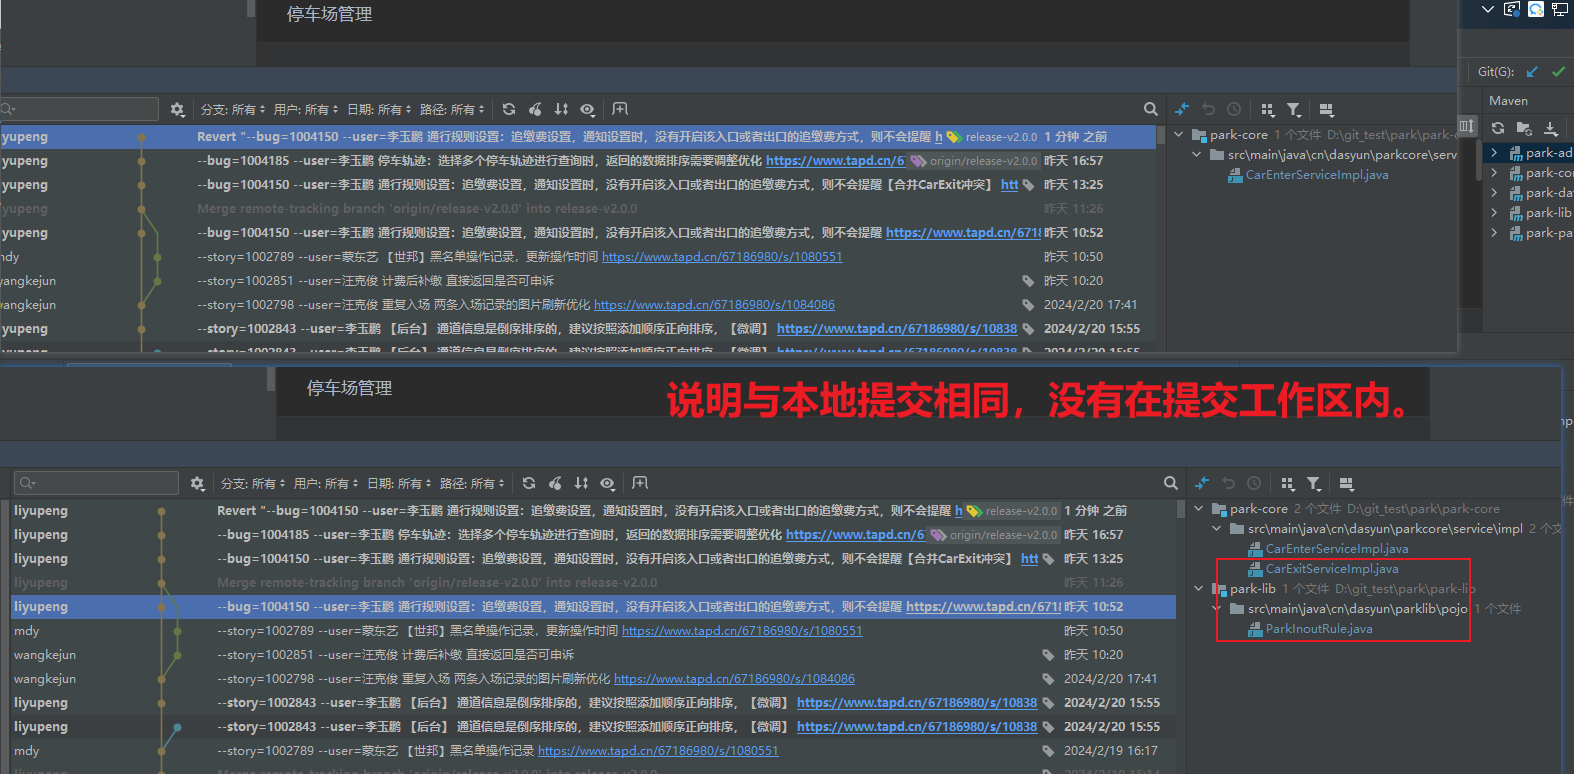 停车场管理
Git(G):
Maven
分支: 所有 用户: 所有 日期: 所有 路径: 所有
yupeng Revert "--bug=1004150 --user=李玉鹏 通行规则设置：追缴费设置，通知设置时，没有开启该入口或者出口的追缴费方式，则不会提醒 h release-v2.0.0 1 分钟 之前
yupeng --bug=1004185 --user=李玉鹏 停车轨迹：选择多个停车轨迹进行查询时，返回的数据排序需要调整优化 https://www.tapd.cn/6 origin/release-v2.0.0 昨天 16:57
yupeng --bug=1004150 --user=李玉鹏 通行规则设置：追缴费设置，通知设置时，没有开启该入口或者出口的追缴费方式，则不会提醒【合并CarExit冲突】 htt 昨天 13:25
yupeng Merge remote-tracking branch 'origin/release-v2.0.0' into release-v2.0.0 昨天 11:26
yupeng --bug=1004150 --user=李玉鹏 通行规则设置：追缴费设置，通知设置时，没有开启该入口或者出口的追缴费方式，则不会提醒 https://www.tapd.cn/6718 昨天 10:52
ndy --story=1002789 --user=蒙东艺 【世邦】黑名单操作记录，更新操作时间 https://www.tapd.cn/67186980/s/1080551 昨天 10:50
vangkejun --story=1002851 --user=汪克俊 计费后补缴 直接返回是否可申诉 昨天 10:20
vangkejun --story=1002798 --user=汪克俊 重复入场 两条入场记录的图片刷新优化 https://www.tapd.cn/67186980/s/1084086 2024/2/20 17:41
yupeng --story=1002843 --user=李玉鹏 【后台】 通道信息是倒序排序的，建议按照添加顺序正向排序，【微调】 https://www.tapd.cn/67186980/s/10838 2024/2/20 15:55
yupeng --story=1002843 --user=李玉鹏 【后台】 通道信息是倒序排序的，建议按照添加顺序正向排序，【微调】 https://www.tapd.cn/67186980/s/10838 2024/2/20 15:55
park-core 1 个文件 D:\git_test\park\park-c
src\main\java\cn\dasyun\parkcore\serv
CarEnterServiceImpl.java
park-ad
park-cor
park-da
park-lib
park-pa
停车场管理
说明与本地提交相同，没有在提交工作区内。
分支: 所有 用户: 所有 日期: 所有 路径: 所有
liyupeng Revert "--bug=1004150 --user=李玉鹏 通行规则设置：追缴费设置，通知设置时，没有开启该入口或者出口的追缴费方式，则不会提醒 h release-v2.0.0 1 分钟 之前
liyupeng --bug=1004185 --user=李玉鹏 停车轨迹：选择多个停车轨迹进行查询时，返回的数据排序需要调整优化 https://www.tapd.cn/6 origin/release-v2.0.0 昨天 16:57
liyupeng --bug=1004150 --user=李玉鹏 通行规则设置：追缴费设置，通知设置时，没有开启该入口或者出口的追缴费方式，则不会提醒【合并CarExit冲突】 htt 昨天 13:25
liyupeng Merge remote-tracking branch 'origin/release-v2.0.0' into release-v2.0.0 昨天 11:26
liyupeng --bug=1004150 --user=李玉鹏 通行规则设置：追缴费设置，通知设置时，没有开启该入口或者出口的追缴费方式，则不会提醒 https://www.tapd.cn/6718 昨天 10:52
mdy --story=1002789 --user=蒙东艺 【世邦】黑名单操作记录，更新操作时间 https://www.tapd.cn/67186980/s/1080551 昨天 10:50
wangkejun --story=1002851 --user=汪克俊 计费后补缴 直接返回是否可申诉 昨天 10:20
wangkejun --story=1002798 --user=汪克俊 重复入场 两条入场记录的图片刷新优化 https://www.tapd.cn/67186980/s/1084086 2024/2/20 17:41
liyupeng --story=1002843 --user=李玉鹏 【后台】 通道信息是倒序排序的，建议按照添加顺序正向排序，【微调】 https://www.tapd.cn/67186980/s/10838 2024/2/20 15:55
liyupeng --story=1002843 --user=李玉鹏 【后台】 通道信息是倒序排序的，建议按照添加顺序正向排序，【微调】 https://www.tapd.cn/67186980/s/10838 2024/2/20 15:55
mdy --story=1002789 --user=蒙东艺 【世邦】黑名单操作记录 https://www.tapd.cn/67186980/s/1080551 2024/2/19 16:17
park-core 2 个文件 D:\git_test\park\park-core
src\main\java\cn\dasyun\parkcore\service\impl 2 个文
CarEnterServiceImpl.java
CarExitServiceImpl.java
park-lib 1 个文件 D:\git_test\park\park-lib
src\main\java\cn\dasyun\parklib\pojo 1 个文件
ParkInoutRule.java